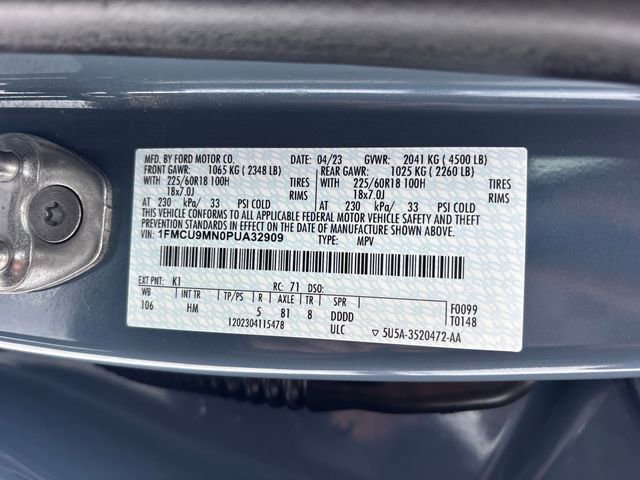 MFD. BY FORD MOTOR CO. DATE: 04/23 GVWR: 2041 KG ( 4500 LB)
FRONT GAWR: 1065 KG ( 2348 LB) REAR GAWR: 1025 KG ( 2260 LB)
WITH 225/60R18 100H TIRES WITH 225/60R18 100H TIRES
18x7.0J RIMS 18x7.0J RIMS
AT 230 kPa/ 33 PSI COLD AT 230 kPa/ 33 PSI COLD
THIS VEHICLE CONFORMS TO ALL APPLICABLE FEDERAL MOTOR VEHICLE SAFETY AND THEFT
PREVENTION STANDARDS IN EFFECT ON THE DATE OF MANUFACTURE SHOWN ABOVE.
VIN: 1FMCU9MN0PUA32909 TYPE: MPV
EXT PNT: K1 RC: 71 DSO:
WB INT TR TP/PS R AXLE TR SPR F0099
106 HM 5 81 8 DDDD T0148
1202304115478 ULC ▽ 5U5A-3520472-AA